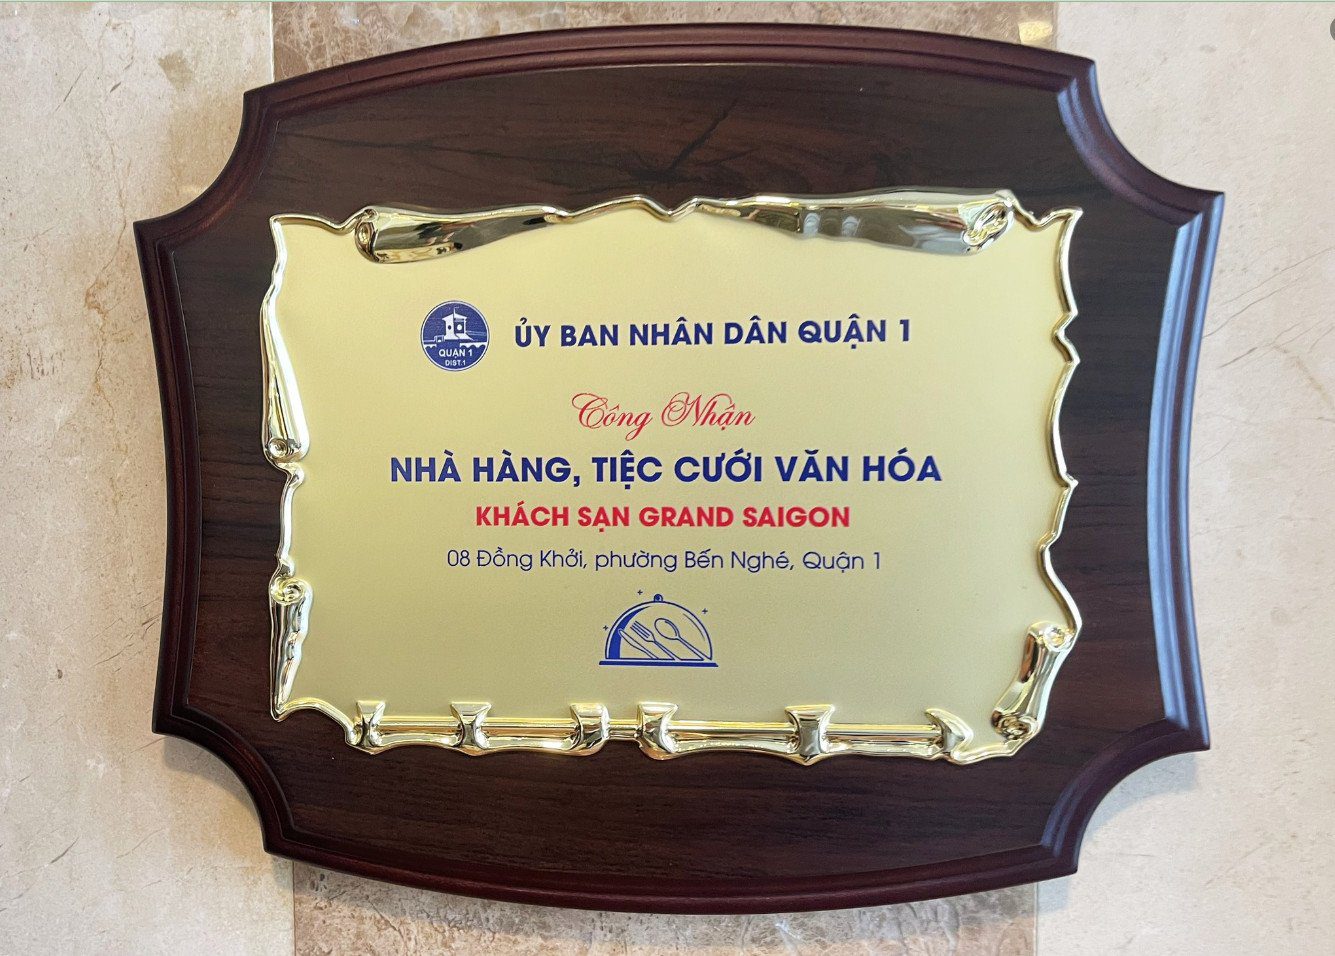 ỦY BAN NHÂN DÂN QUẬN 1
QUẬN 1
DIST.1
Công Nhận
NHÀ HÀNG, TIỆC CƯỚI VĂN HÓA
KHÁCH SẠN GRAND SAIGON
08 Đồng Khởi, phường Bến Nghé, Quận 1